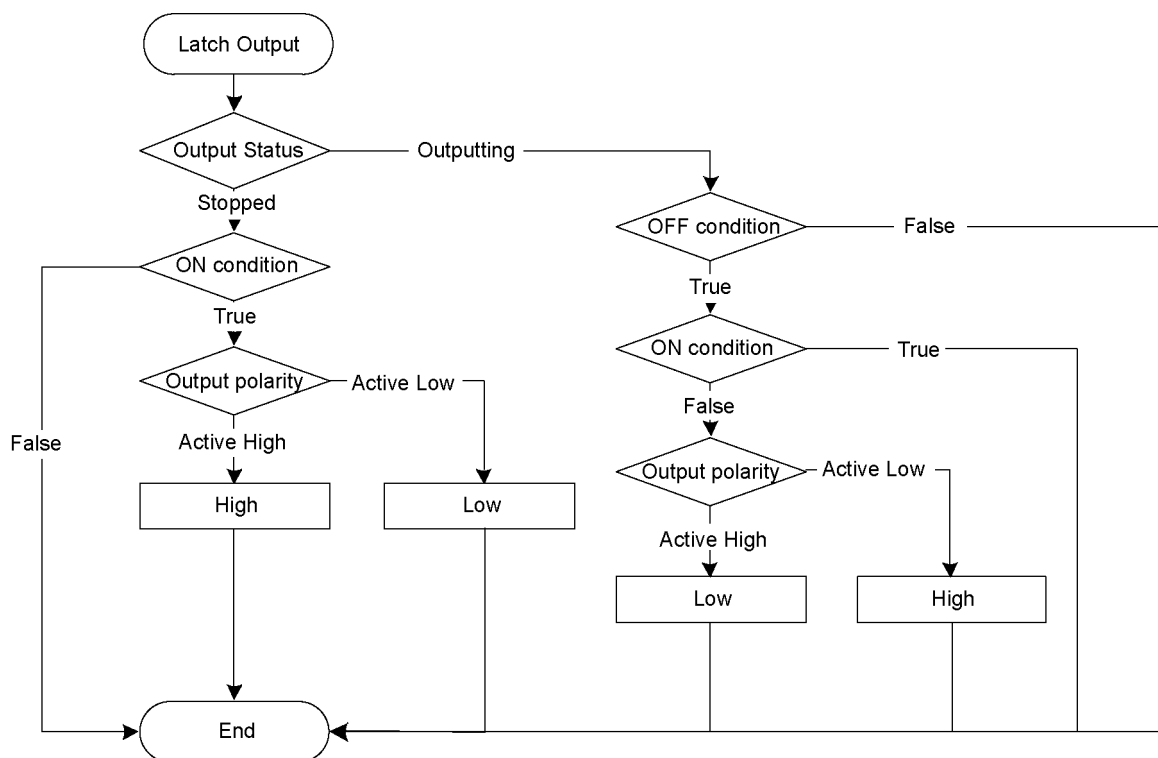 Latch Output
Output Status
Outputting
Stopped
OFF condition
False
ON condition
True
True
ON condition
True
Output polarity
Active Low
False
False
Active High
Output polarity
Active Low
High
Low
Active High
Low
High
End